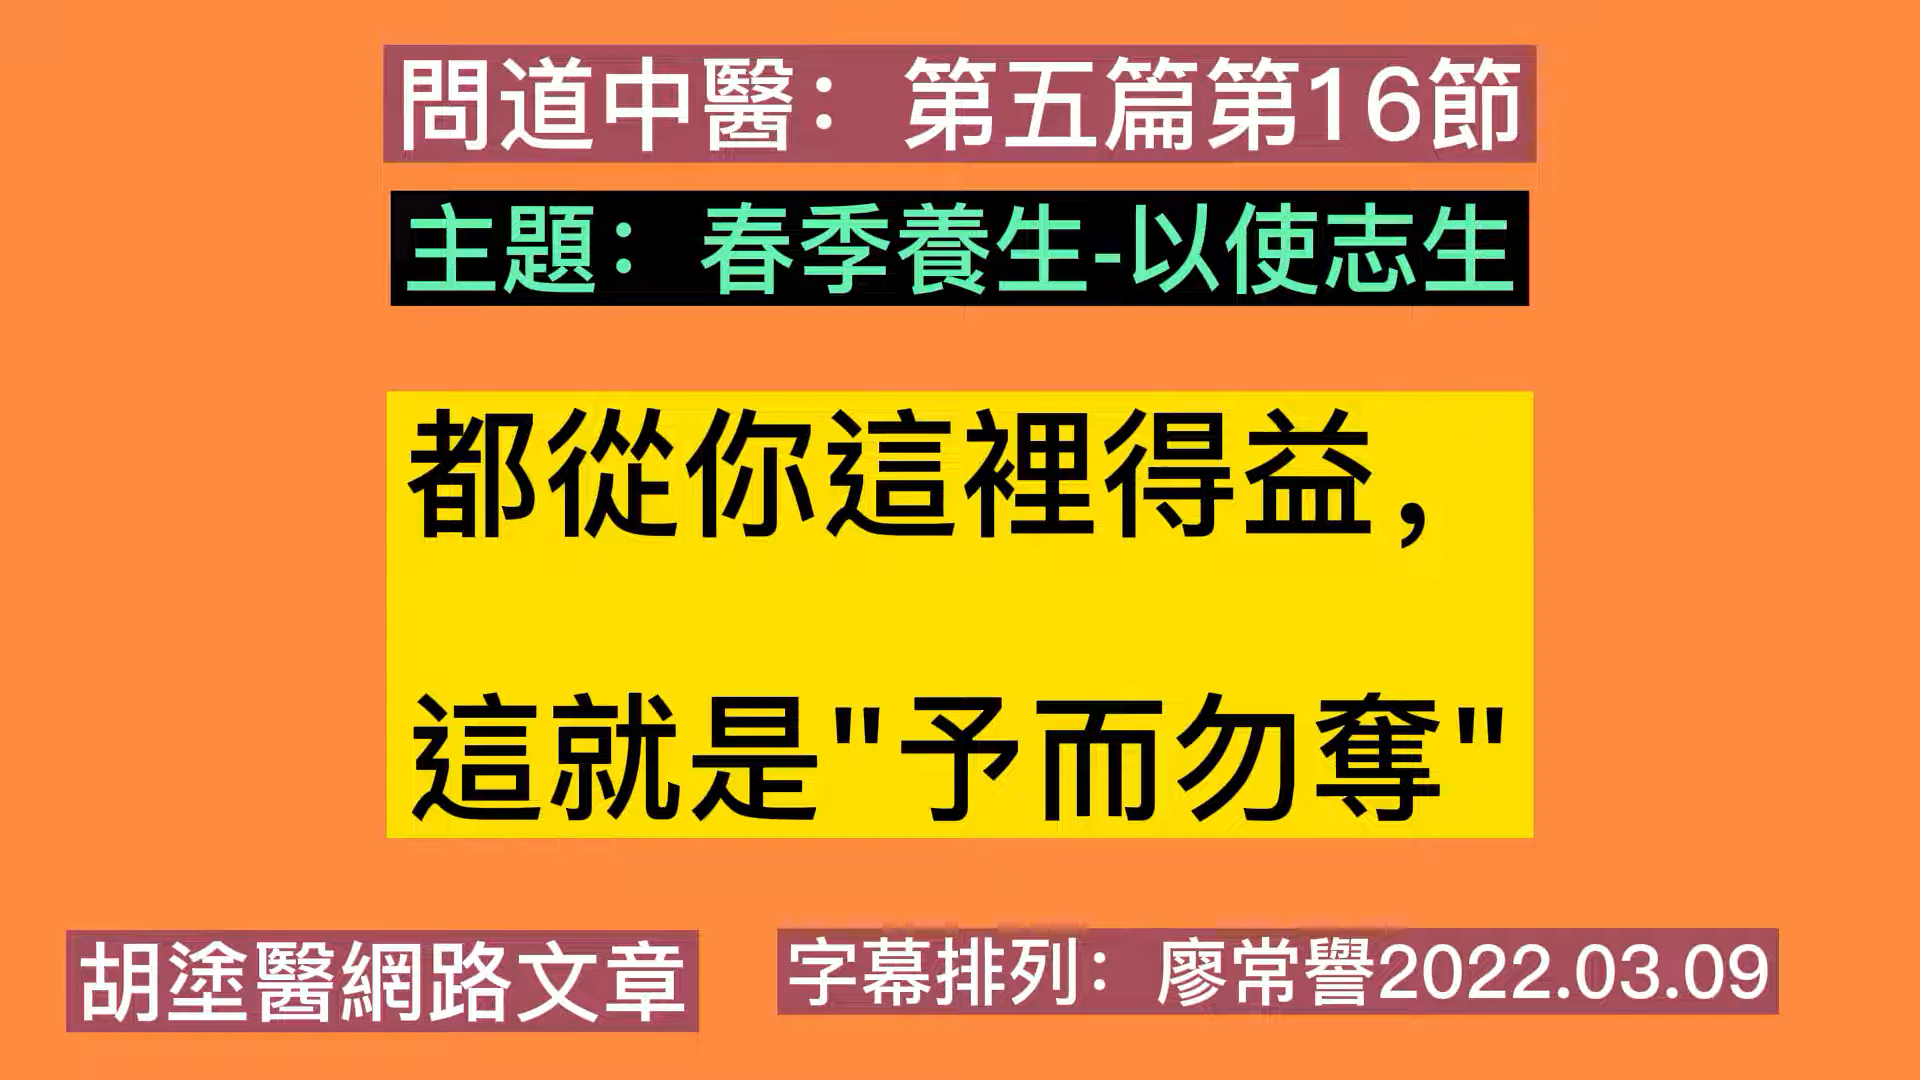 問道中醫：第五篇第16節
主題：春季養生-以使志生
都從你這裡得益，
這就是"予而勿奪"
胡塗醫網路文章
字幕排列：廖常譽2022.03.09